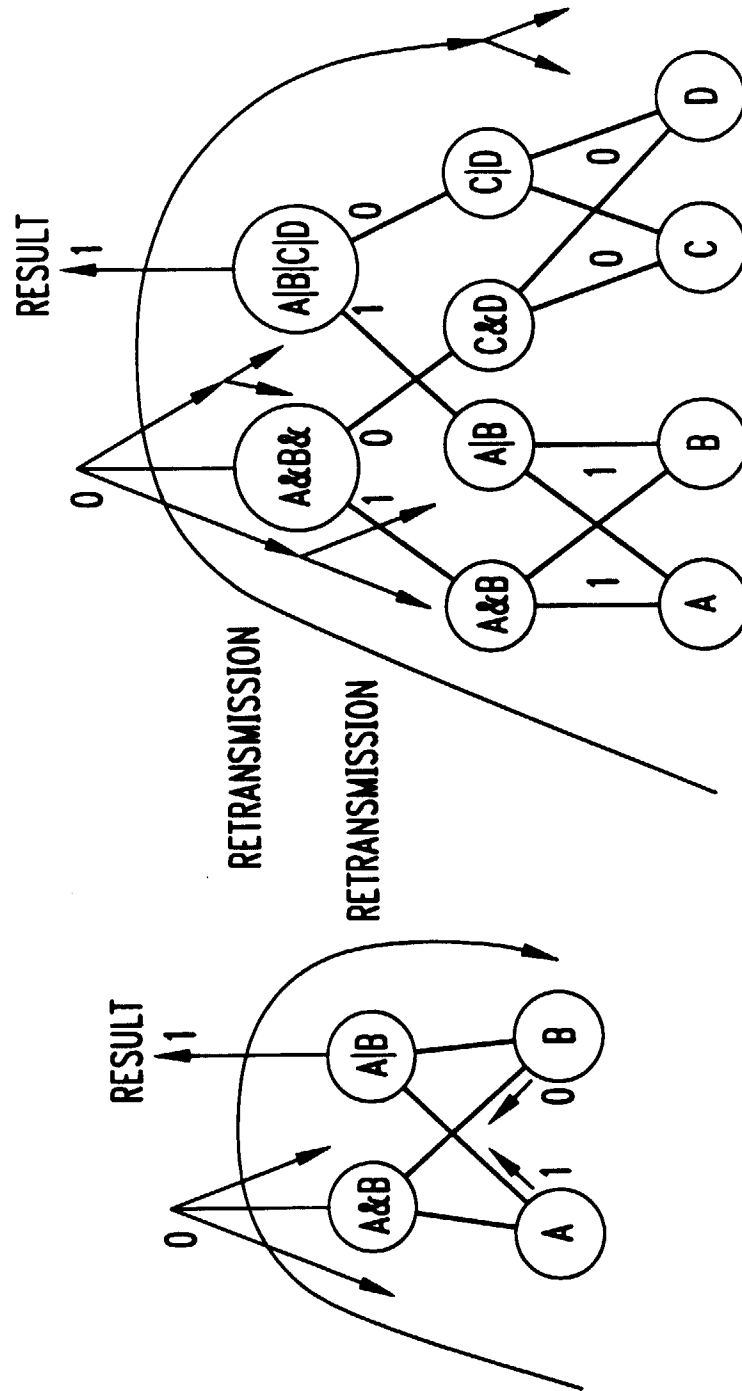 RESULT
0
1
A&B
A|B
1
0
A
B
RETRANSMISSION
RETRANSMISSION
RESULT
0
1
A&B&
A|B|C|D
1
0
1
0
A&B
A|B
C&D
C|D
1
1
0
0
A
B
C
D